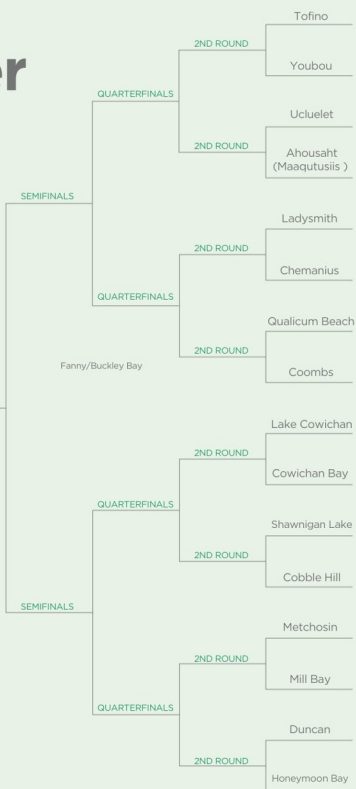 er
Tofino
2ND ROUND
Youbou
QUARTERFINALS
Ucluelet
2ND ROUND
Ahousaht
(Maaqutusiis )
SEMIFINALS
Ladysmith
2ND ROUND
Chemanius
QUARTERFINALS
Qualicum Beach
2ND ROUND
Fanny/Buckley Bay
Coombs
Lake Cowichan
2ND ROUND
Cowichan Bay
QUARTERFINALS
Shawnigan Lake
2ND ROUND
Cobble Hill
SEMIFINALS
Metchosin
2ND ROUND
Mill Bay
QUARTERFINALS
Duncan
2ND ROUND
Honeymoon Bay